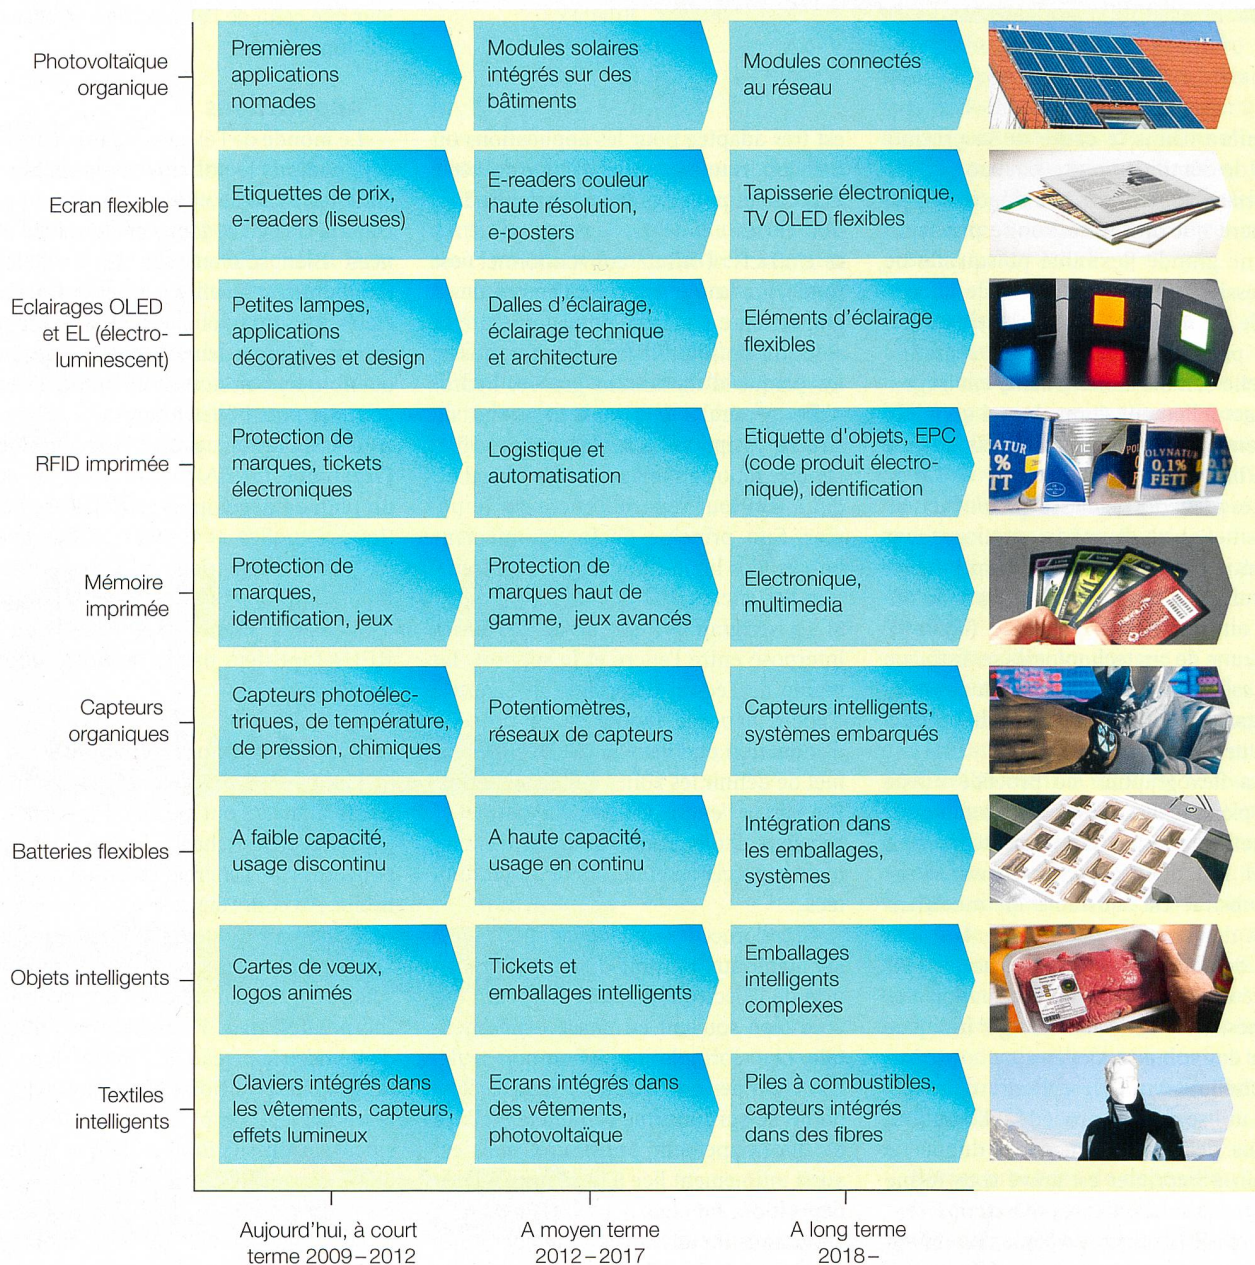 Photovoltaïque
organique
Premières
applications
nomades
Modules solaires
intégrés sur des
bâtiments
Modules connectés
au réseau
Ecran flexible
Etiquettes de prix,
e-readers (liseuses)
E-readers couleur
haute résolution,
e-posters
Tapisserie électronique,
TV OLED flexibles
Eclairages OLED
et EL (électro-
luminescent)
Petites lampes,
applications
décoratives et design
Dalles d'éclairage,
éclairage technique
et architecture
Eléments d'éclairage
flexibles
RFID imprimée
Protection de
marques, tickets
électroniques
Logistique et
automatisation
Etiquette d'objets, EPC
(code produit électro-
nique), identification
NATUR
1%
FETT
OLYNATUR
0,1%
FETT
Mémoire
imprimée
Protection de
marques,
identification, jeux
Protection de
marques haut de
gamme, jeux avancés
Electronique,
multimedia
Capteurs
organiques
Capteurs photoélec-
triques, de température,
de pression, chimiques
Potentiomètres,
réseaux de capteurs
Capteurs intelligents,
systèmes embarqués
Batteries flexibles
A faible capacité,
usage discontinu
A haute capacité,
usage en continu
Intégration dans
les emballages,
systèmes
Objets intelligents
Cartes de vœux,
logos animés
Tickets et
emballages intelligents
Emballages
intelligents
complexes
Textiles
intelligents
Claviers intégrés dans
les vêtements, capteurs,
effets lumineux
Ecrans intégrés dans
des vêtements,
photovoltaïque
Piles à combustibles,
capteurs intégrés
dans des fibres
Aujourd'hui, à court
terme 2009–2012
A moyen terme
2012–2017
A long terme
2018–